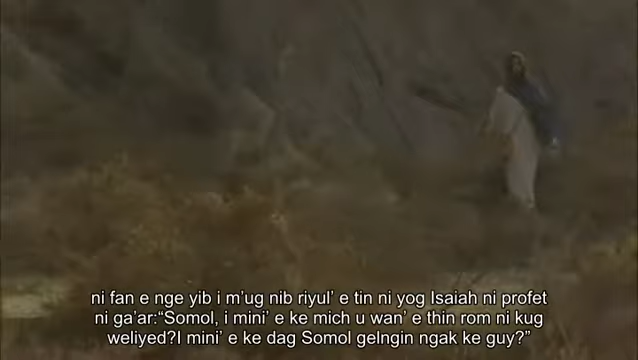 ni fan e nge yib i m’ug nib riyul’ e tin ni yog Isaiah ni profet
ni ga’ar:“Somol, i mini’ e ke mich u wan’ e thin rom ni kug
weliyed?I mini’ e ke dag Somol gelngin ngak ke guy?”